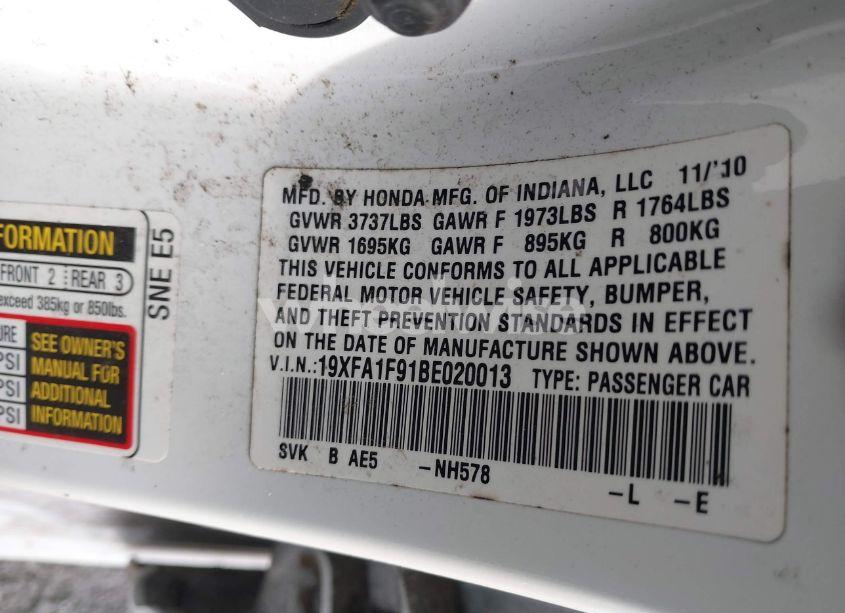 FORMATION
FRONT 2 REAR 3
exceed 385kg or 850lbs.
SEE OWNER'S
MANUAL FOR
ADDITIONAL
INFORMATION
PSI
PSI
PSI
SNE E5
MFD. BY HONDA MFG. OF INDIANA, LLC 11/'10
GVWR 3737LBS GAWR F 1973LBS R 1764LBS
GVWR 1695KG GAWR F 895KG R 800KG
THIS VEHICLE CONFORMS TO ALL APPLICABLE
FEDERAL MOTOR VEHICLE SAFETY, BUMPER,
AND THEFT PREVENTION STANDARDS IN EFFECT
ON THE DATE OF MANUFACTURE SHOWN ABOVE.
V.I.N.:19XFA1F91BE020013 TYPE: PASSENGER CAR
SVK B AE5 -NH578
-L -E